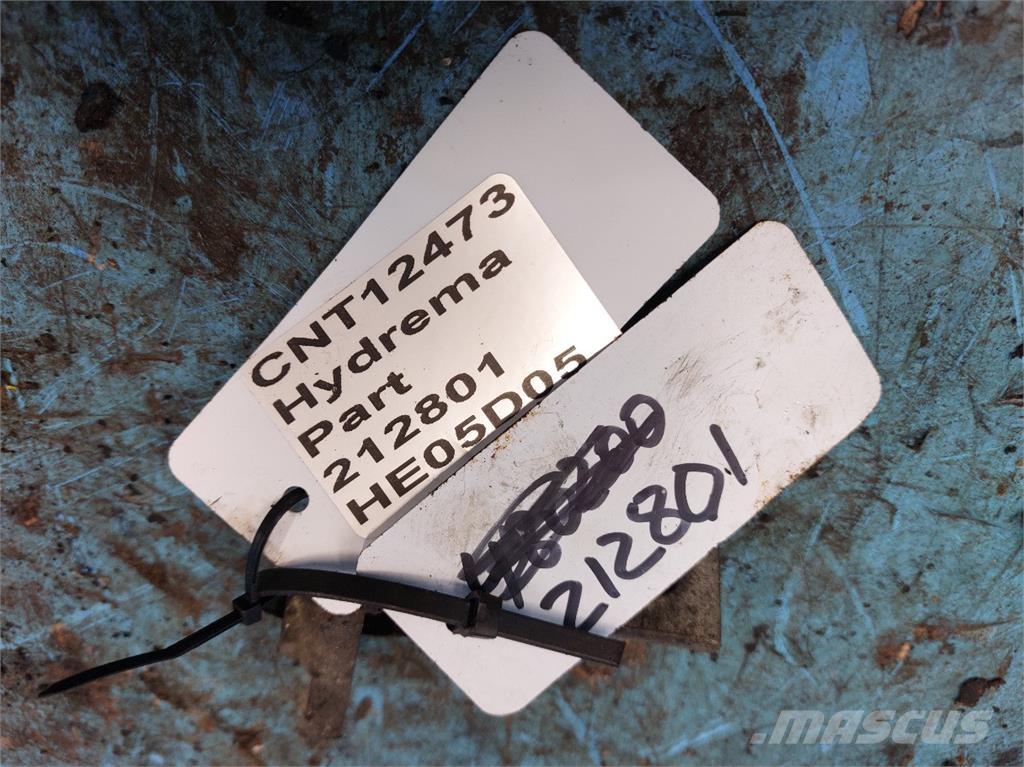 CNT12473
Hydrema
Part
212801
HE05D05
212801
MASCUS